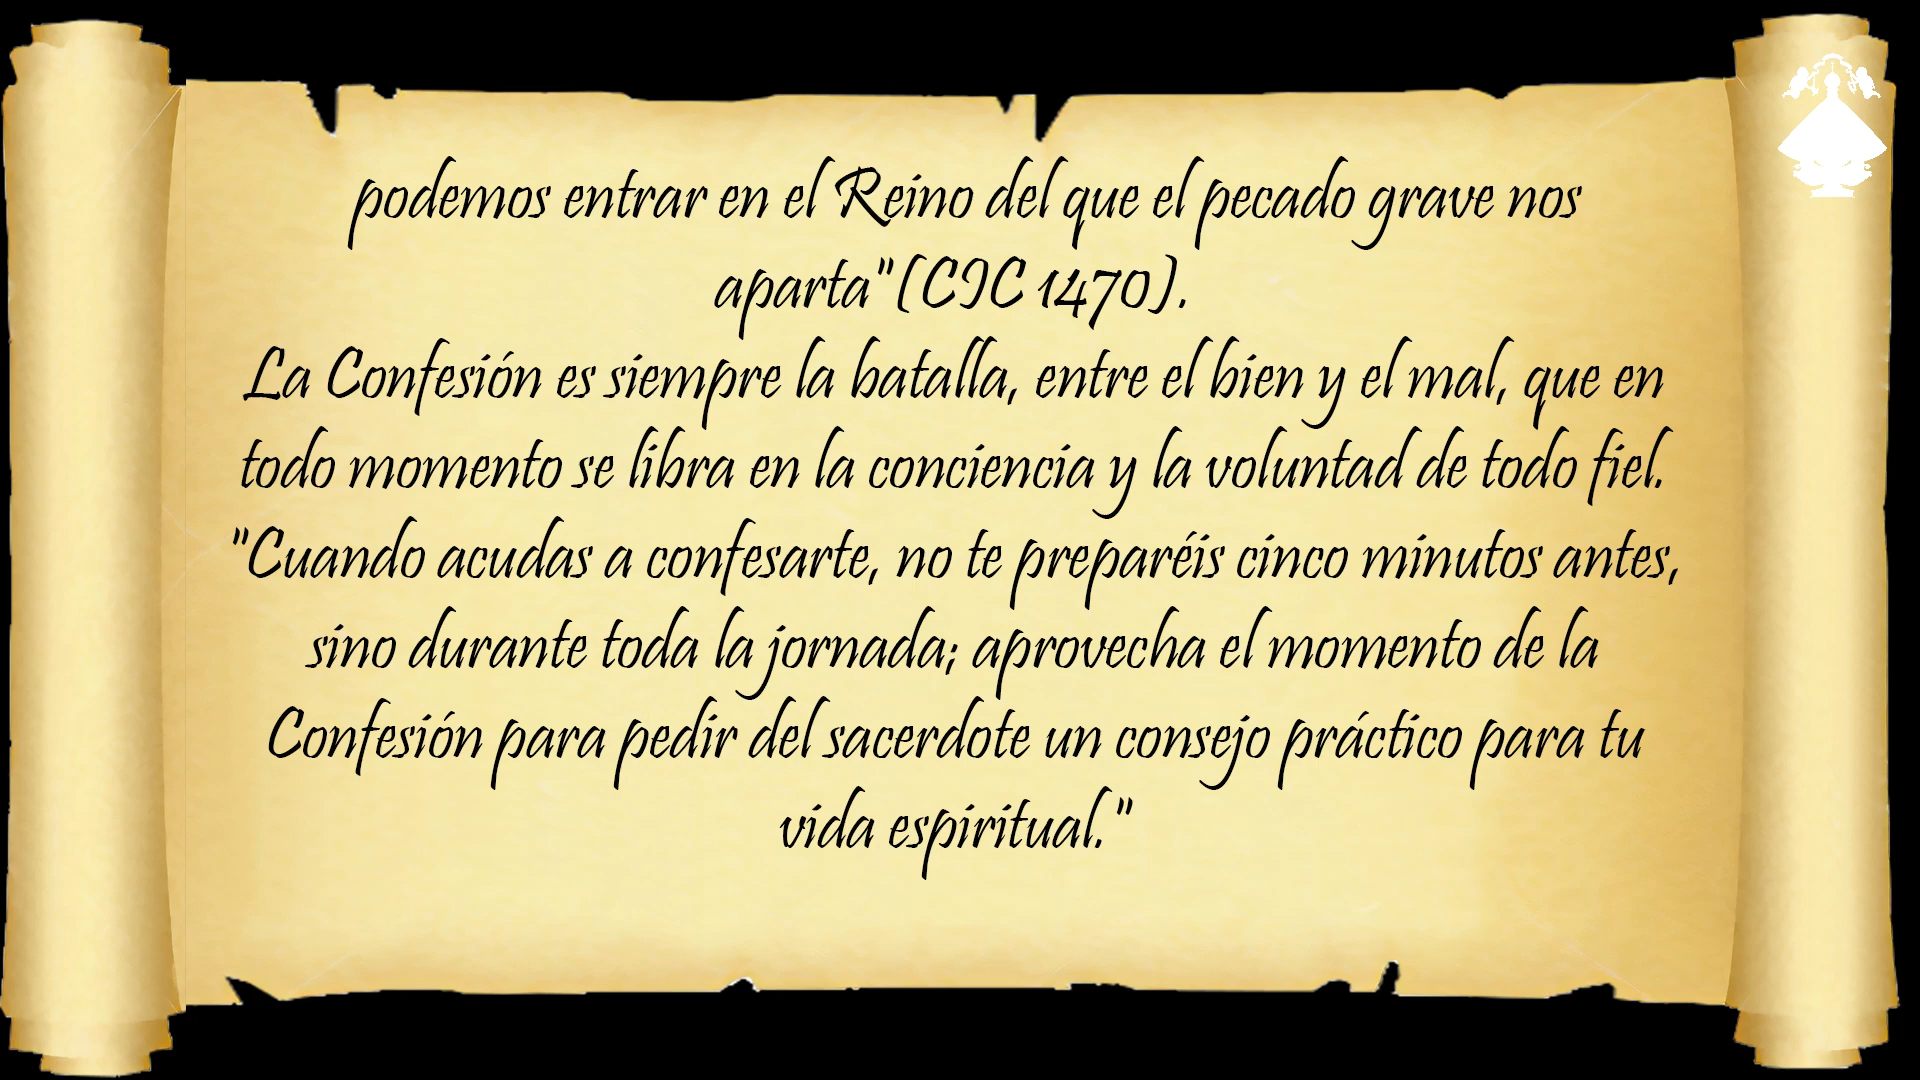 podemos entrar en el Reino del que el pecado grave nos
aparta"(CIC 1470).
La Confesión es siempre la batalla, entre el bien y el mal, que en
todo momento se libra en la conciencia y la voluntad de todo fiel.
"Cuando acudas a confesarte, no te preparéis cinco minutos antes,
sino durante toda la jornada; aprovecha el momento de la
Confesión para pedir del sacerdote un consejo práctico para tu
vida espiritual."